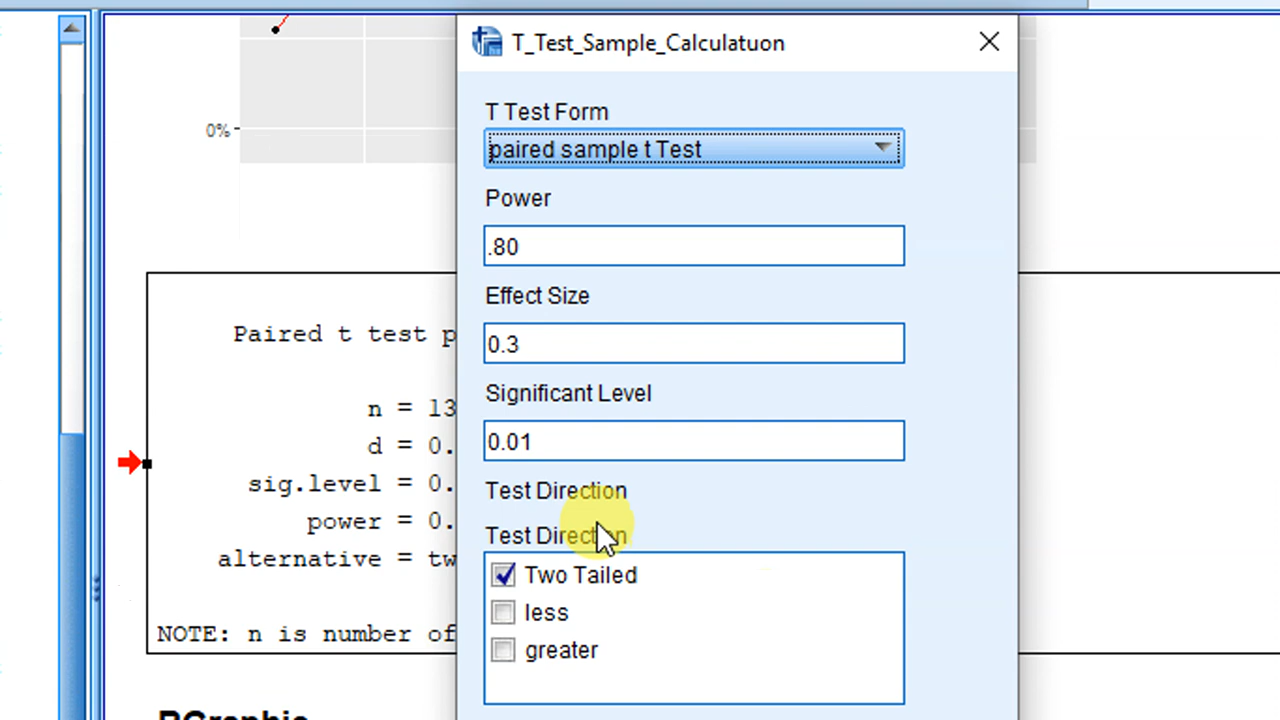 T_Test_Sample_Calculatuon
T Test Form
paired sample t Test
Power
.80
Effect Size
0.3
Significant Level
0.01
Test Direction
Test Direction
Two Tailed
less
greater
0%
Paired t test p
n = 13
d = 0.
sig.level = 0.
power = 0.
alternative = tw
NOTE: n is number of
RGraphic